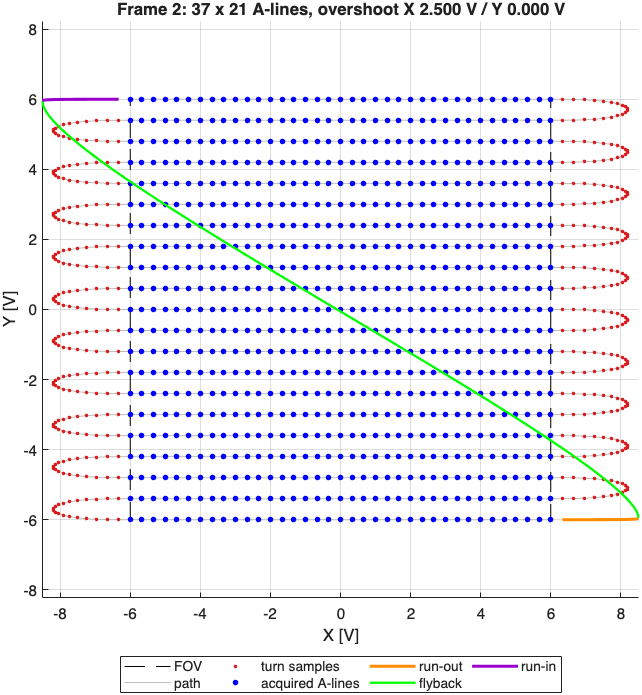 Frame 2: 37 x 21 A-lines, overshoot X 2.500 V / Y 0.000 V
8
6
4
2
0
-2
-4
-6
-8
Y [V]
-8 -6 -4 -2 0 2 4 6 8
X [V]
FOV turn samples run-out run-in
path acquired A-lines flyback